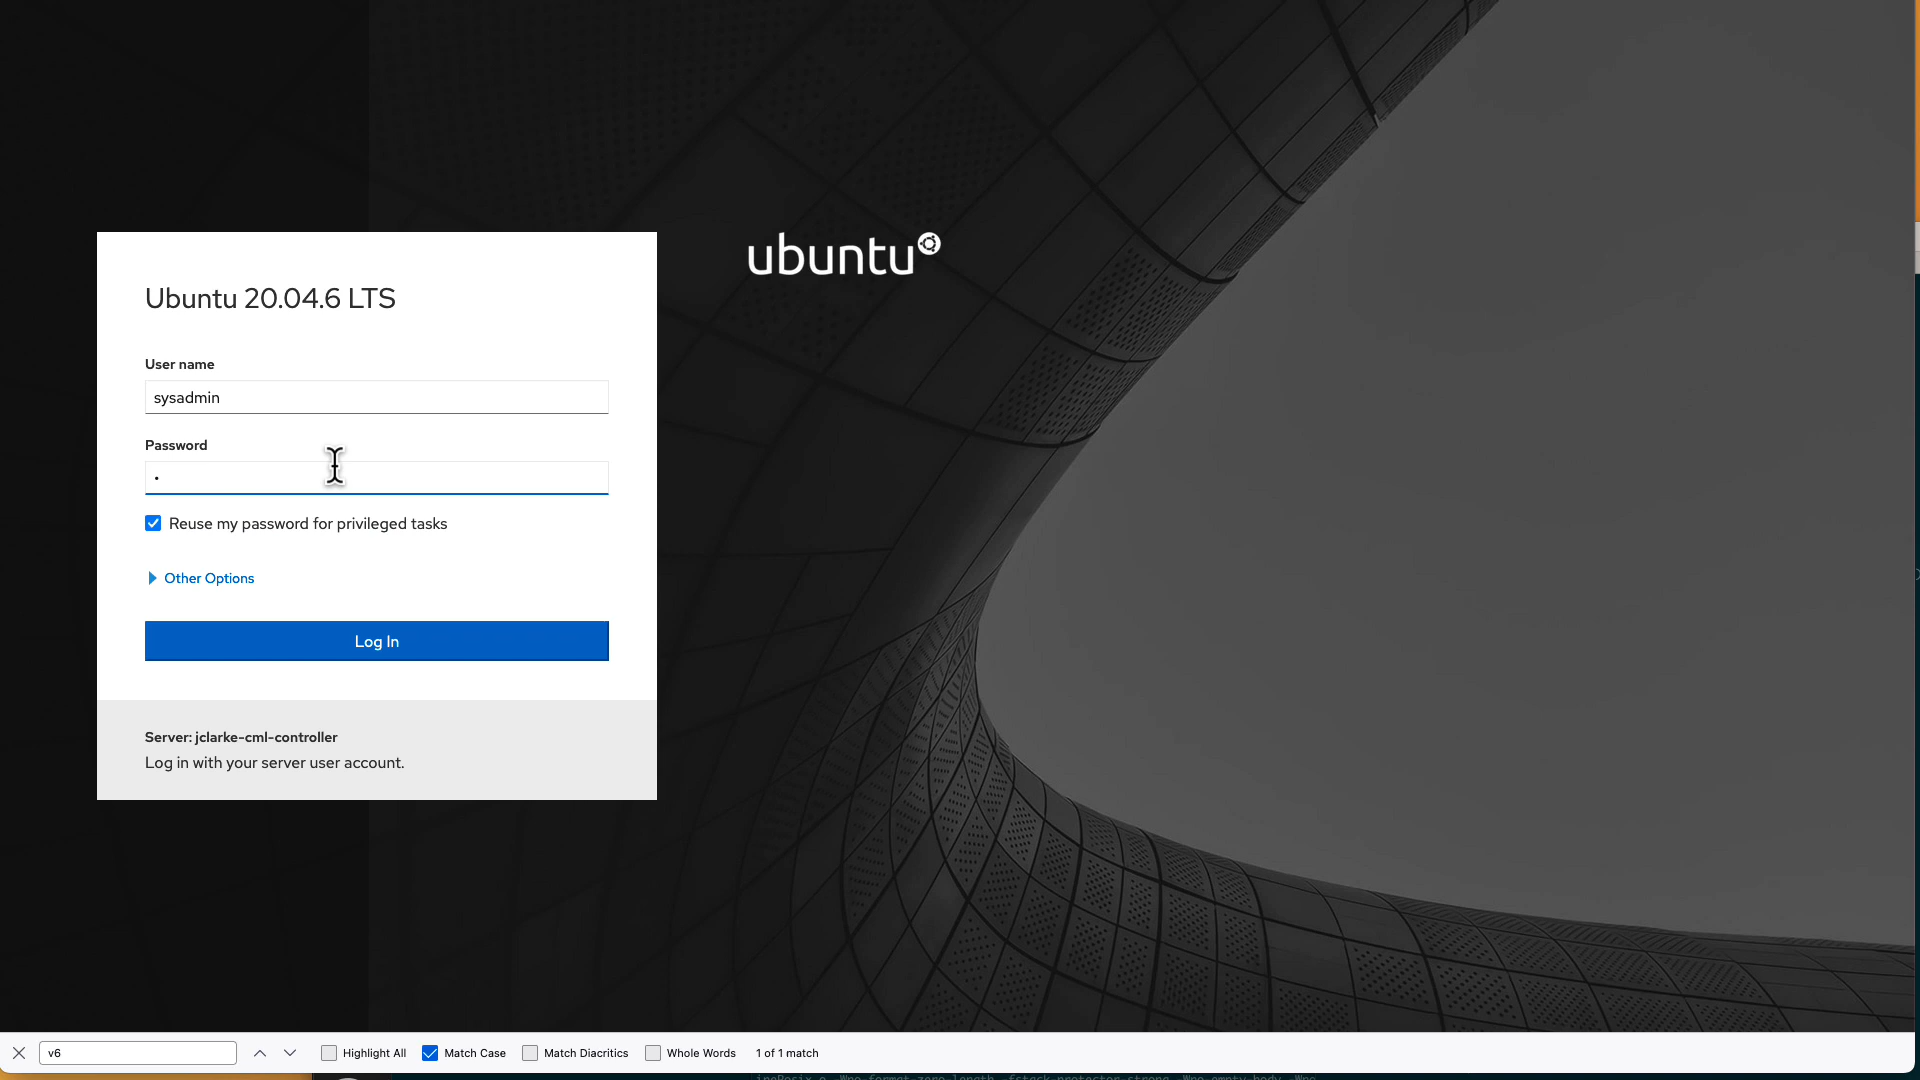 ubuntu
Ubuntu 20.04.6 LTS
User name
sysadmin
Password
•
Reuse my password for privileged tasks
Other Options
Log In
Server: jclarke-cml-controller
Log in with your server user account.
v6
Highlight All
Match Case
Match Diacritics
Whole Words
1 of 1 match